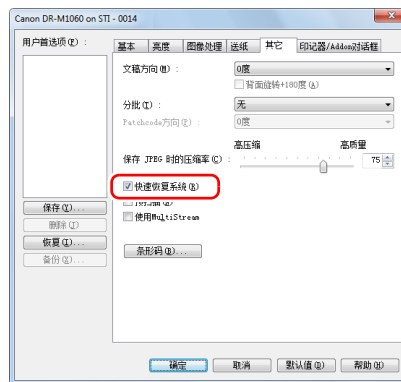 Canon DR-M1060 on STI - 0014
用户首选项(P)：
基本 亮度 图像处理 送纸 其它 印记器/Addon对话框
文稿方向(M)： 0度
背面旋转+180度(A)
分批(T)： 无
Patchcode方向(P)： 0度
高压缩 高质量
保存 JPEG 时的压缩率(C)： 75
快速恢复系统(R)
使用MultiStream
条形码(B)...
保存(V)...
删除(I)
恢复(I)...
备份(X)...
确定 取消 默认值(D) 帮助(H)